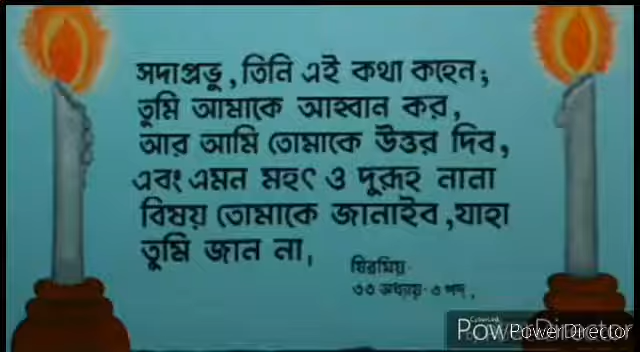 সদাপ্রভু, তিনি এই কথা কহেন;
তুমি আমাকে আহ্বান কর,
আর আমি তোমাকে উত্তর দিব,
এবং এমন মহৎ ও দুরূহ নানা
বিষয় তোমাকে জানাইব, যাহা
তুমি জান না,
যিরমিয়
৩৩ অধ্যায় ৩ পদ,
CyberLink
PowerDirector